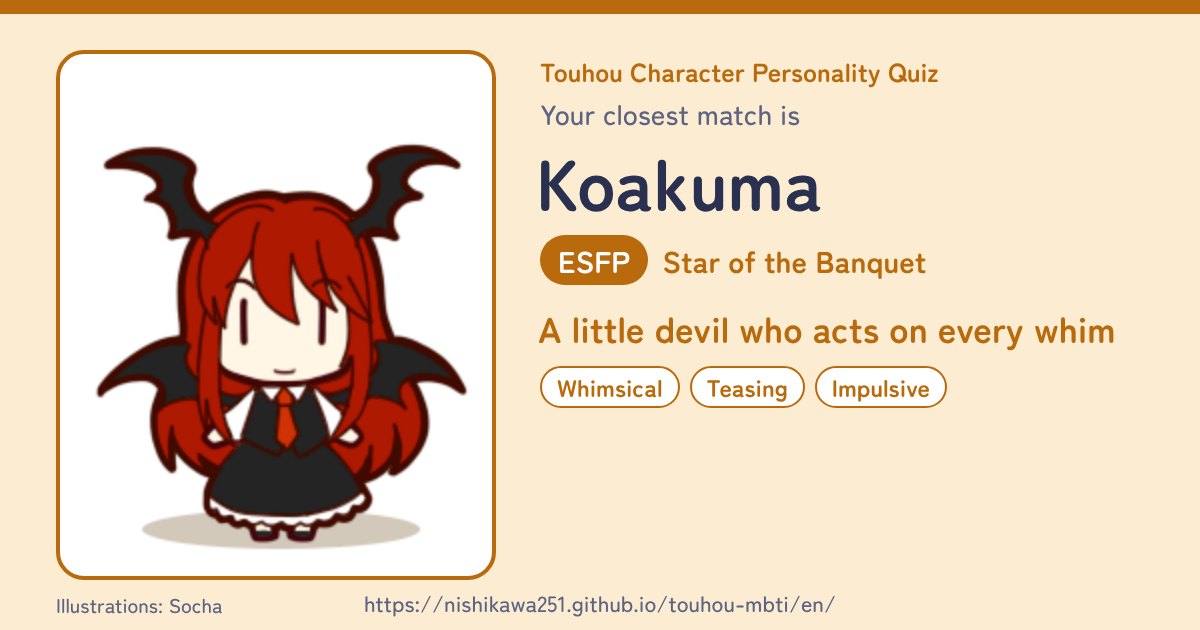 Touhou Character Personality Quiz
Your closest match is
Koakuma
ESFP Star of the Banquet
A little devil who acts on every whim
Whimsical Teasing Impulsive
Illustrations: Socha
https://nishikawa251.github.io/touhou-mbti/en/